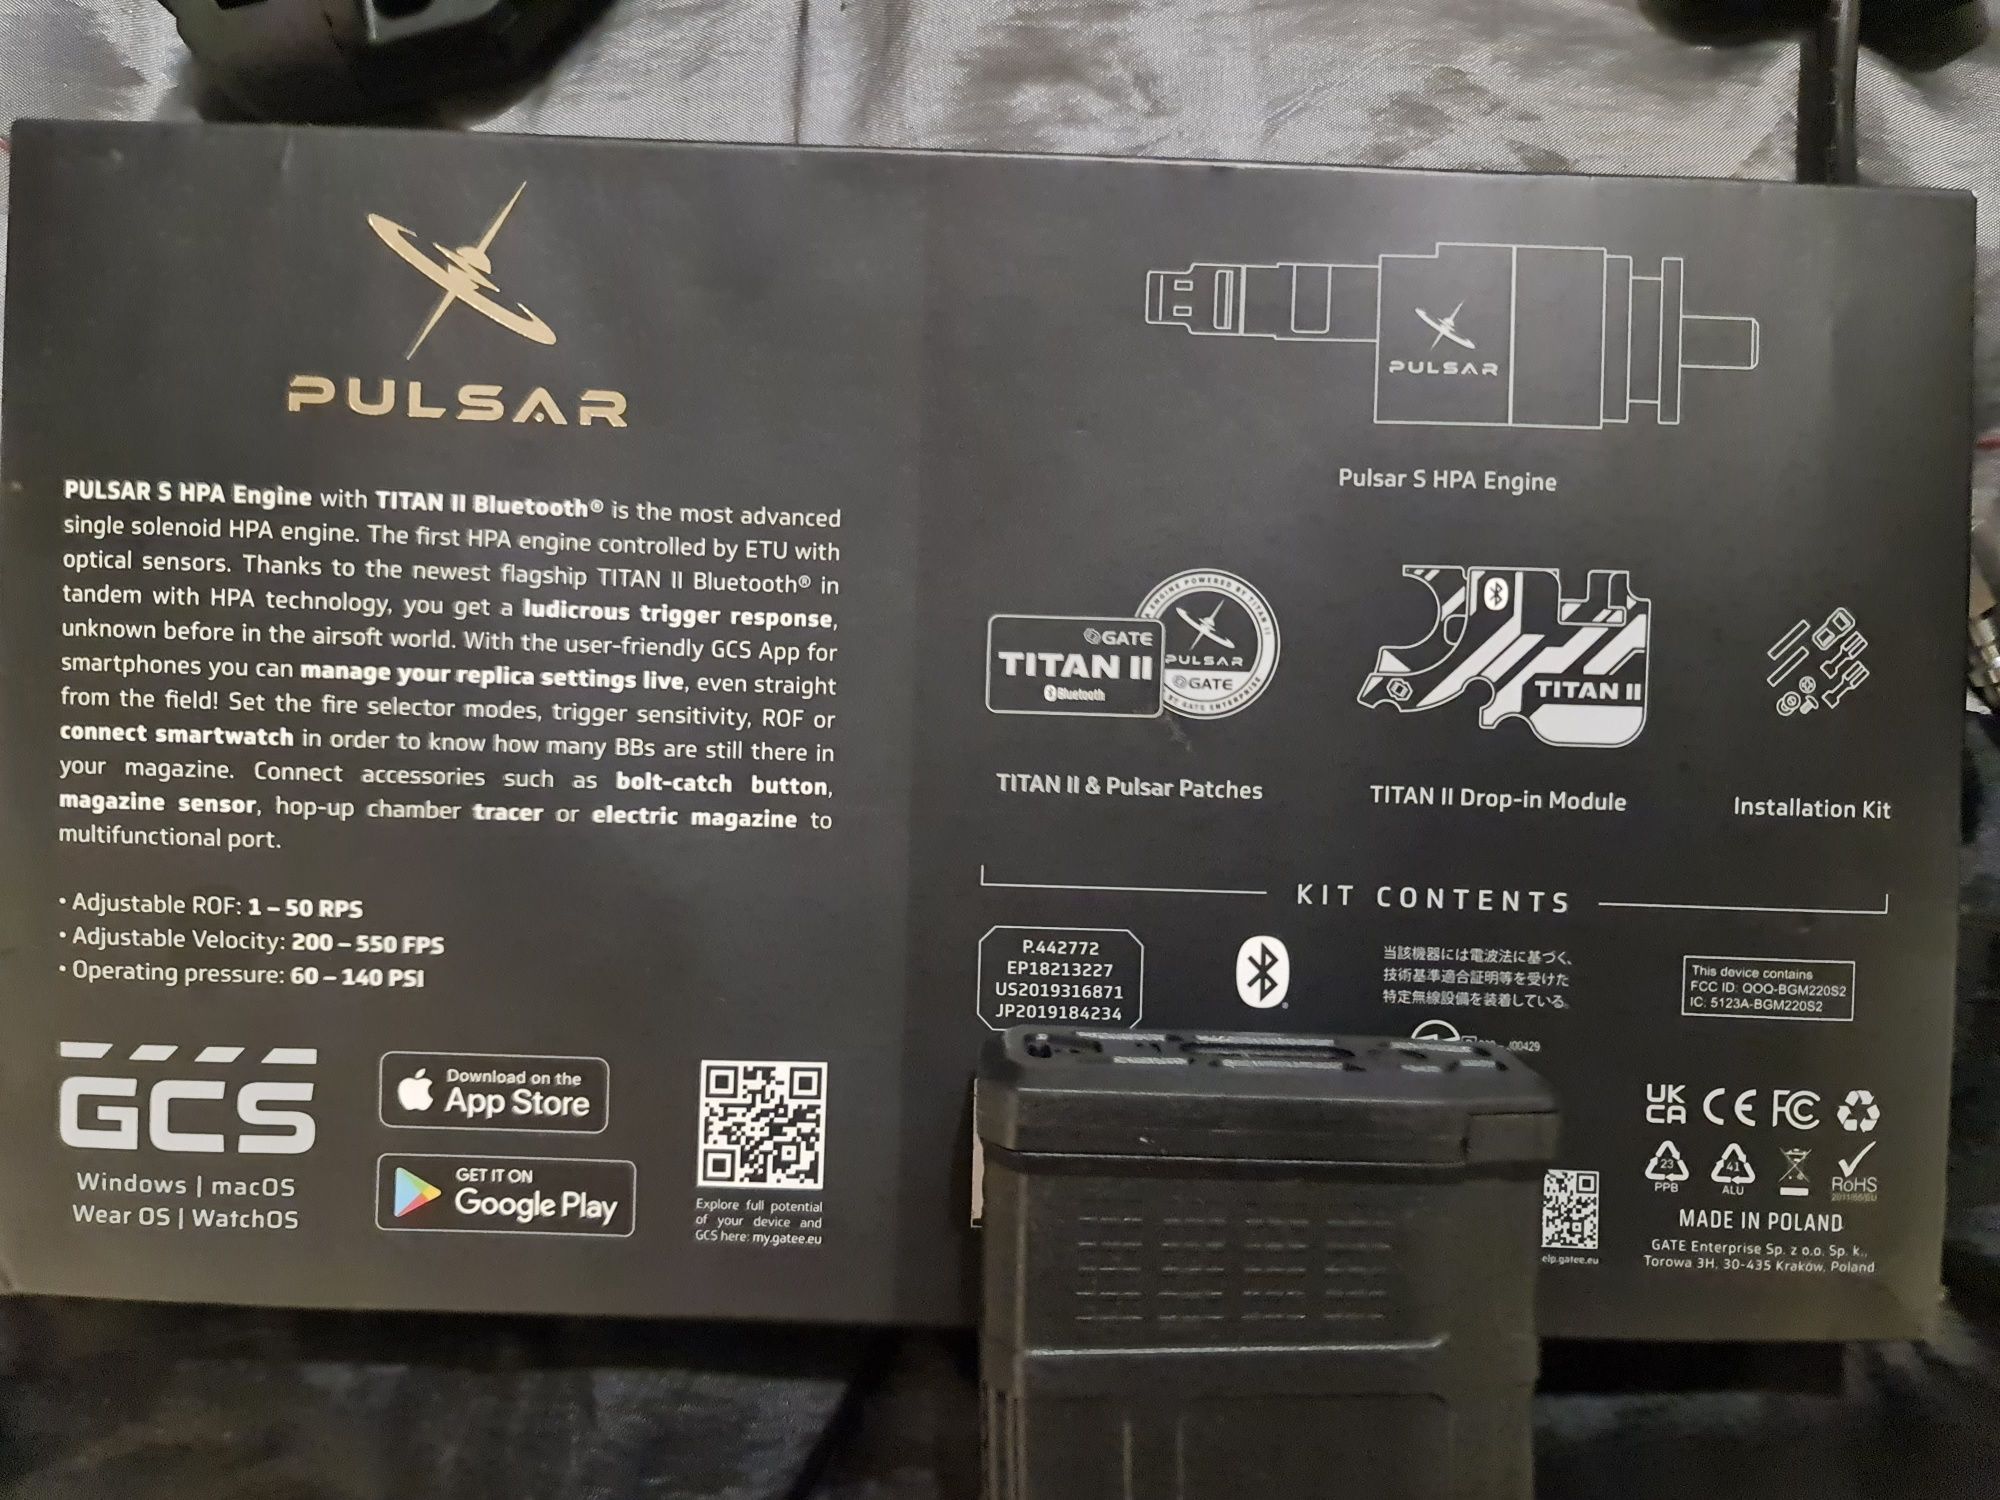 PULSAR
PULSAR S HPA Engine with TITAN II Bluetooth® is the most advanced
single solenoid HPA engine. The first HPA engine controlled by ETU with
optical sensors. Thanks to the newest flagship TITAN II Bluetooth® in
tandem with HPA technology, you get a ludicrous trigger response,
unknown before in the airsoft world. With the user-friendly GCS App for
smartphones you can manage your replica settings live, even straight
from the field! Set the fire selector modes, trigger sensitivity, ROF or
connect smartwatch in order to know how many BBs are still there in
your magazine. Connect accessories such as bolt-catch button,
magazine sensor, hop-up chamber tracer or electric magazine to
multifunctional port.
• Adjustable ROF: 1 – 50 RPS
• Adjustable Velocity: 200 – 550 FPS
• Operating pressure: 60 – 140 PSI
GCS
Windows | macOS
Wear OS | WatchOS
Download on the
App Store
GET IT ON
Google Play
Explore full potential
of your device and
GCS here: my.gatee.eu
PULSAR
Pulsar S HPA Engine
GATE
TITAN II
Bluetooth
ENGINE POWERED BY TITAN II
PULSAR
GATE
BY GATE ENTERPRISE
TITAN II & Pulsar Patches
TITAN II
TITAN II Drop-in Module
Installation Kit
KIT CONTENTS
P.442772
EP18213227
US2019316871
JP2019184234
当該機器には電波法に基づく、
技術基準適合証明等を受けた
特定無線設備を装着している。
J00429
This device contains
FCC ID: QOQ-BGM220S2
IC: 5123A-BGM220S2
UK
CA CE FC
23
PPB
41
ALU
RoHS
2011/65/EU
elp.gatee.eu
MADE IN POLAND
GATE Enterprise Sp. z o.o. Sp. k.,
Torowa 3H, 30-435 Kraków, Poland